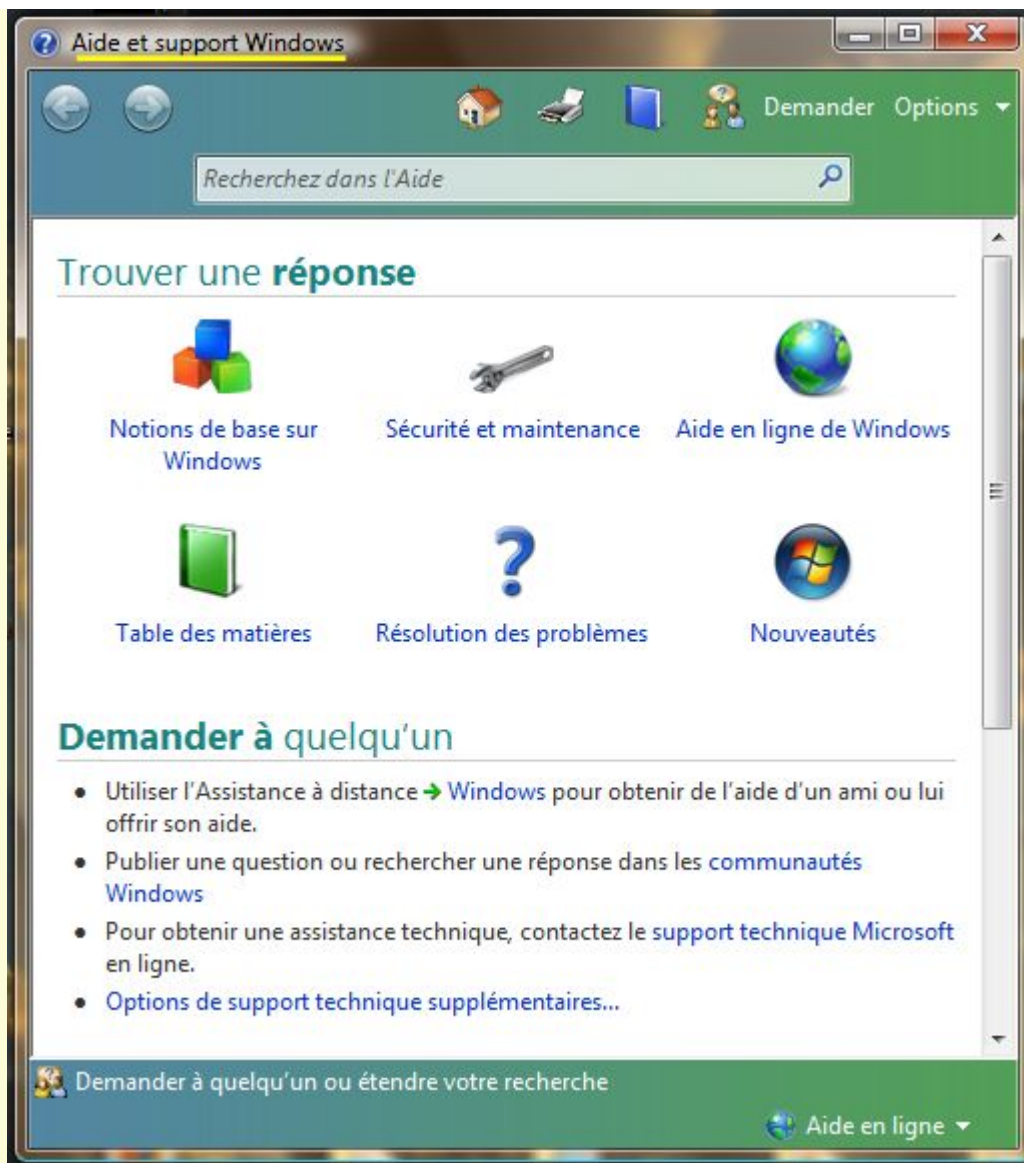 Aide et support Windows
Demander Options
Recherchez dans l'Aide
Trouver une réponse
Notions de base sur
Windows
Sécurité et maintenance
Aide en ligne de Windows
Table des matières
Résolution des problèmes
Nouveautés
Demander à quelqu'un
• Utiliser l'Assistance à distance → Windows pour obtenir de l'aide d'un ami ou lui
offrir son aide.
• Publier une question ou rechercher une réponse dans les communautés
Windows
• Pour obtenir une assistance technique, contactez le support technique Microsoft
en ligne.
• Options de support technique supplémentaires...
Demander à quelqu'un ou étendre votre recherche
Aide en ligne